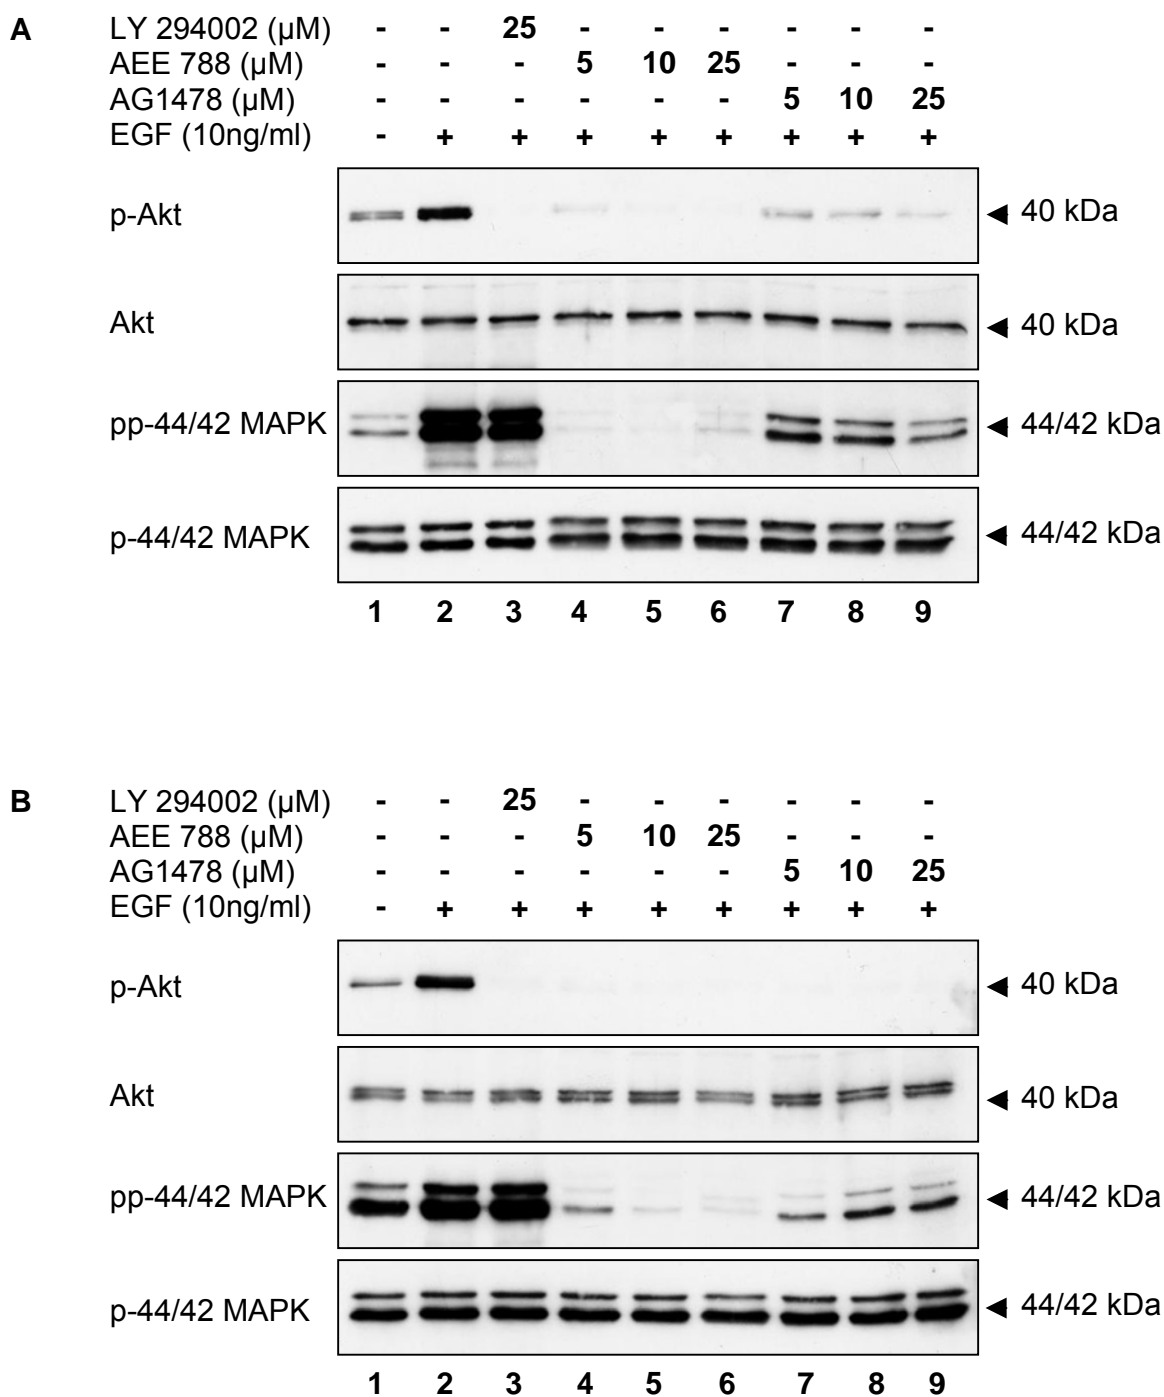 A
LY 294002 (µM) - - 25 - - - - - -
AEE 788 (µM) - - - 5 10 25 - - -
AG1478 (µM) - - - - - - 5 10 25
EGF (10ng/ml) - + + + + + + + +
p-Akt 40 kDa
Akt 40 kDa
pp-44/42 MAPK 44/42 kDa
p-44/42 MAPK 44/42 kDa
1 2 3 4 5 6 7 8 9
B
LY 294002 (µM) - - 25 - - - - - -
AEE 788 (µM) - - - 5 10 25 - - -
AG1478 (µM) - - - - - - 5 10 25
EGF (10ng/ml) - + + + + + + + +
p-Akt 40 kDa
Akt 40 kDa
pp-44/42 MAPK 44/42 kDa
p-44/42 MAPK 44/42 kDa
1 2 3 4 5 6 7 8 9